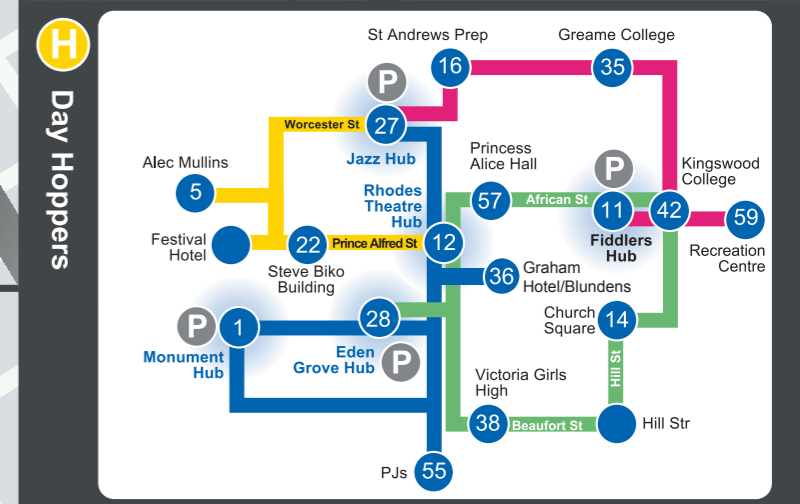 H
Day Hoppers
St Andrews Prep
16
Greame College
35
P
Worcester St
27
Jazz Hub
Alec Mullins
5
Princess
Alice Hall
57
African St
P
11
Fiddlers
Hub
Kingswood
College
42
59
Recreation
Centre
Rhodes
Theatre
Hub
12
Festival
Hotel
22
Prince Alfred St
Steve Biko
Building
36
Graham
Hotel/Blundens
P
1
Monument
Hub
28
Eden
Grove Hub
P
Church
Square
14
Hill St
Victoria Girls
High
38
Beaufort St
Hill Str
PJs
55